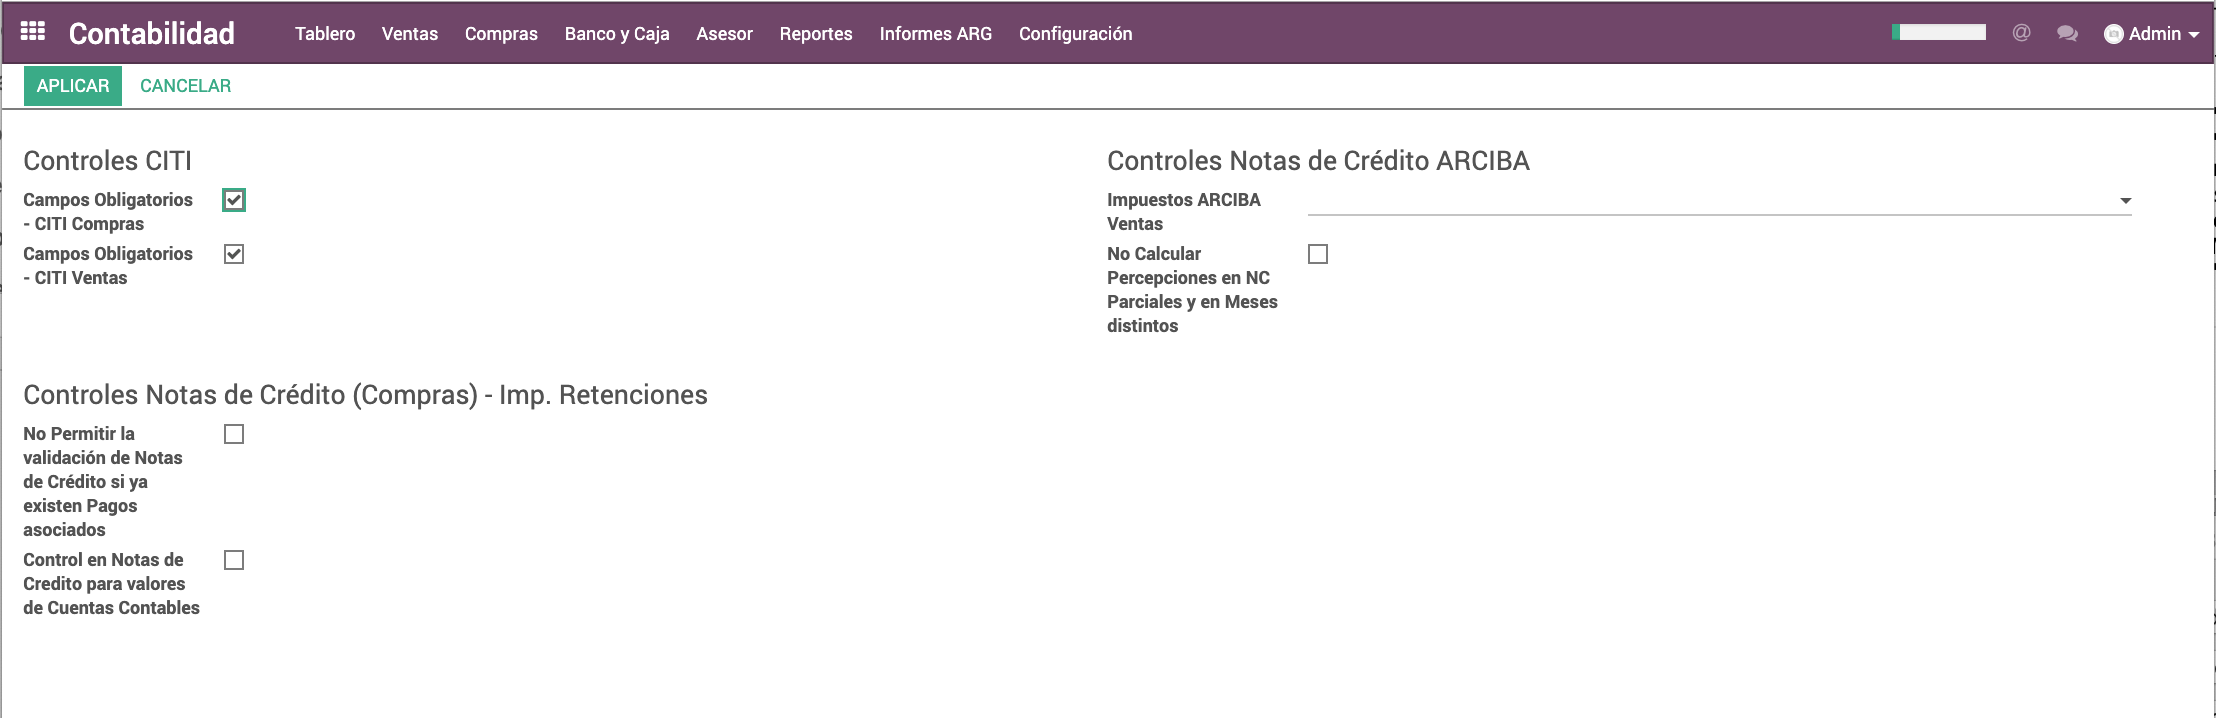 Contabilidad Tablero Ventas Compras Banco y Caja Asesor Reportes Informes ARG Configuración @ Admin
APLICAR CANCELAR
Controles CITI
Campos Obligatorios
- CITI Compras
Campos Obligatorios
- CITI Ventas
Controles Notas de Crédito ARCIBA
Impuestos ARCIBA
Ventas
No Calcular
Percepciones en NC
Parciales y en Meses
distintos
Controles Notas de Crédito (Compras) - Imp. Retenciones
No Permitir la
validación de Notas
de Crédito si ya
existen Pagos
asociados
Control en Notas de
Credito para valores
de Cuentas Contables